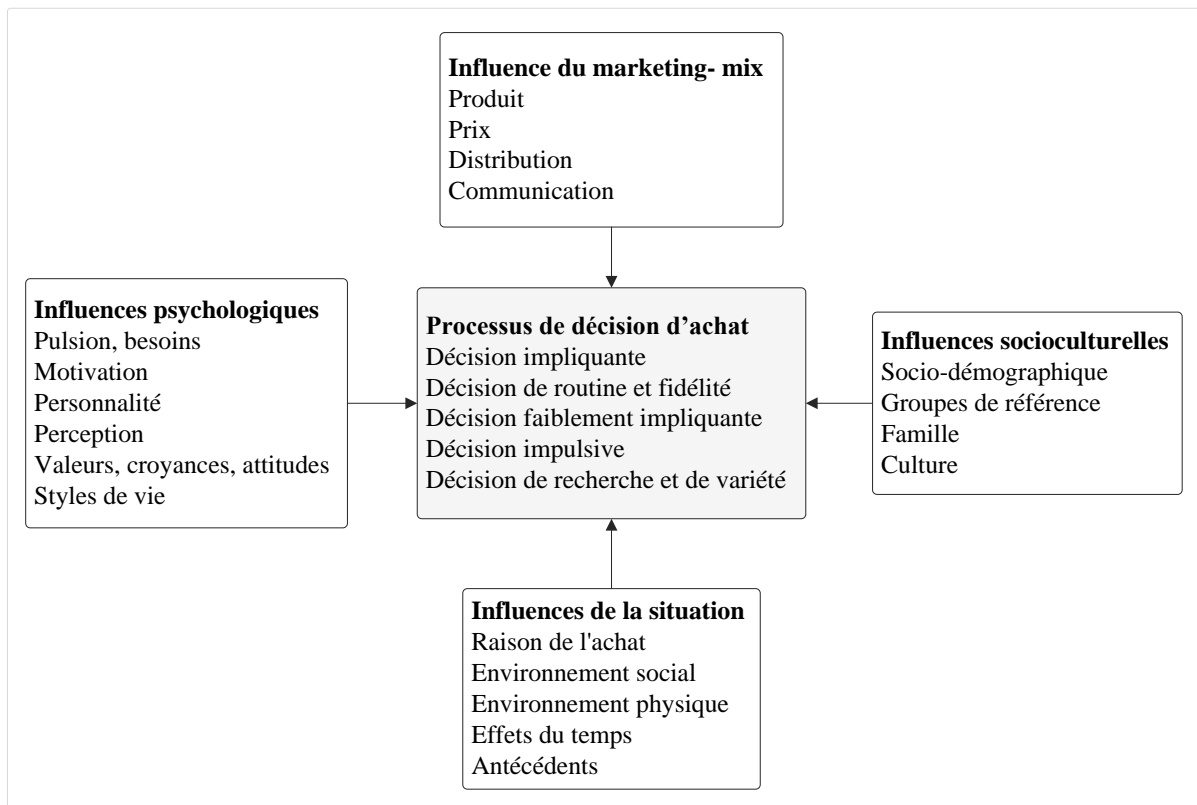 Influence du marketing- mix
Produit
Prix
Distribution
Communication
Influences psychologiques
Pulsion, besoins
Motivation
Personnalité
Perception
Valeurs, croyances, attitudes
Styles de vie
Processus de décision d’achat
Décision impliquante
Décision de routine et fidélité
Décision faiblement impliquante
Décision impulsive
Décision de recherche et de variété
Influences socioculturelles
Socio-démographique
Groupes de référence
Famille
Culture
Influences de la situation
Raison de l'achat
Environnement social
Environnement physique
Effets du temps
Antécédents